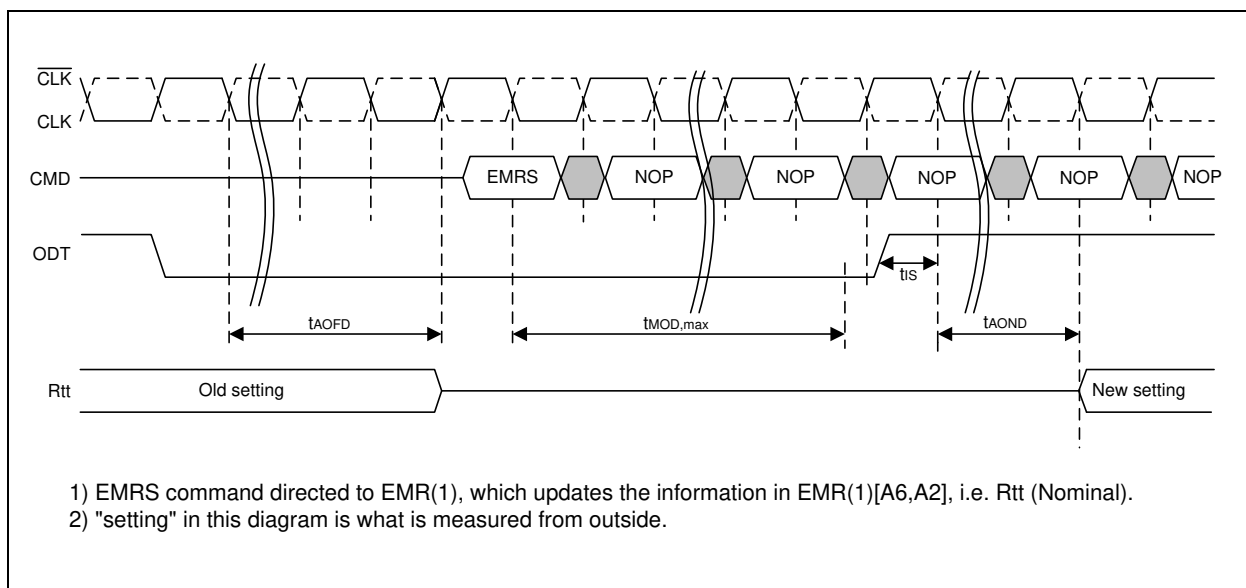 CLK
CLK
CMD
EMRS
NOP
NOP
NOP
NOP
NOP
ODT
tIS
tAOFD
tMOD,max
tAOND
Rtt
Old setting
New setting
1) EMRS command directed to EMR(1), which updates the information in EMR(1)[A6,A2], i.e. Rtt (Nominal).
2) "setting" in this diagram is what is measured from outside.